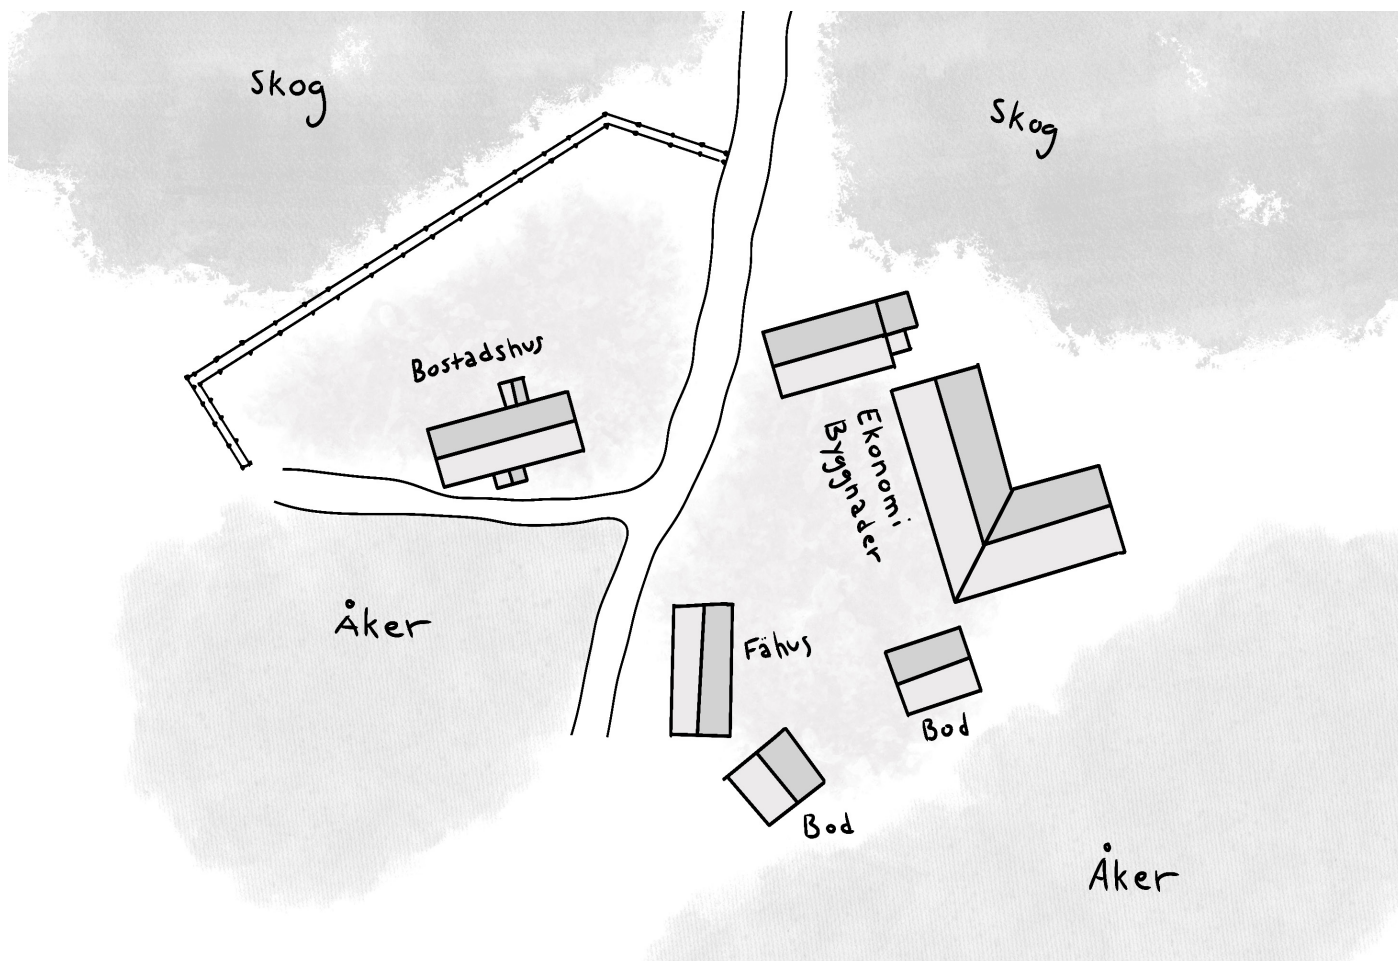 Skog
Skog
Bostadshus
Ekonomi
Byggnader
Åker
Fähus
Bod
Bod
Åker